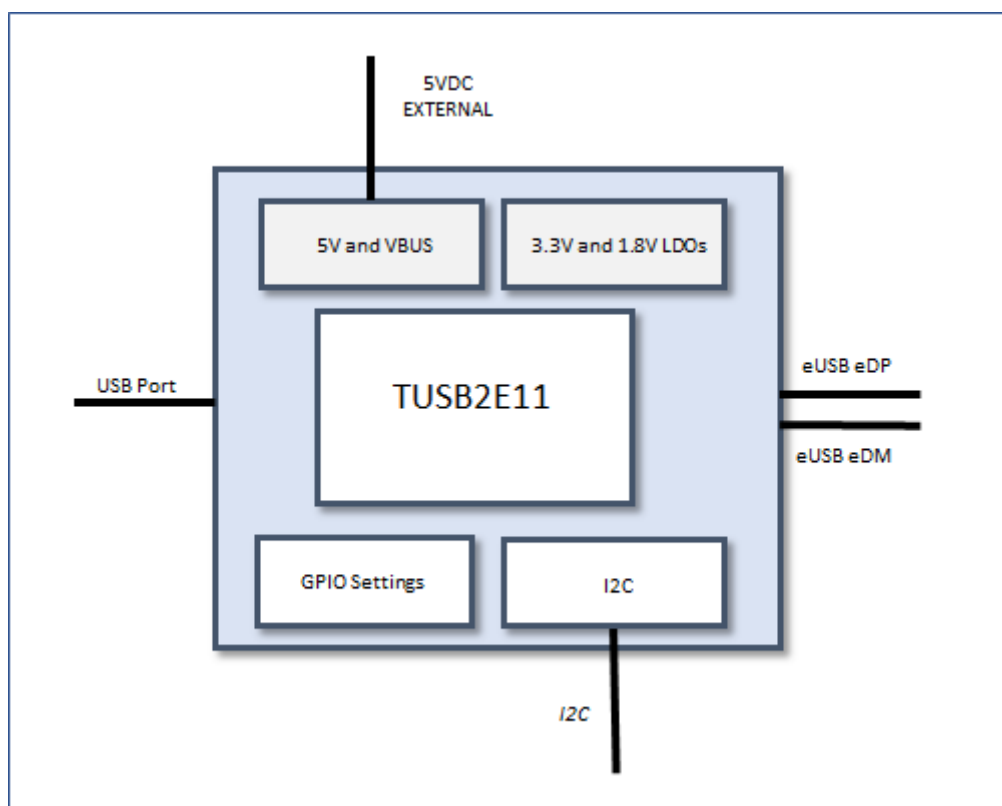 5VDC
EXTERNAL
5V and VBUS
3.3V and 1.8V LDOs
USB Port
TUSB2E11
eUSB eDP
eUSB eDM
GPIO Settings
I2C
I2C